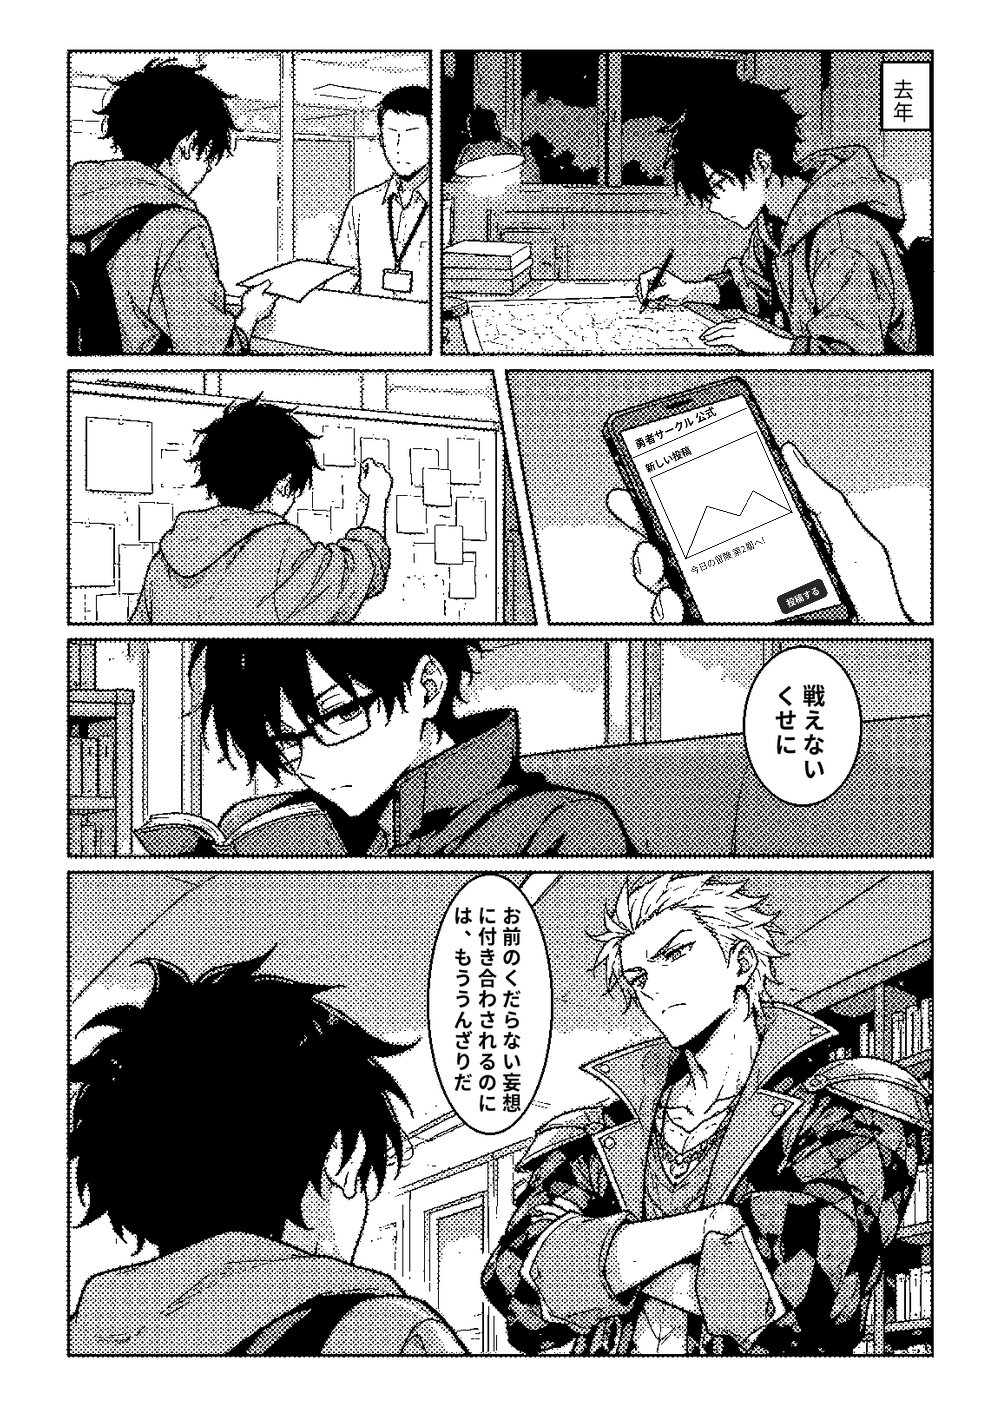 去年
勇者サークル 公式
新しい投稿
今日の冒険 第2層へ!
投稿する
戦えない
くせに
お前のくだらない妄想
に付き合わされるのに
は、もううんざりだ